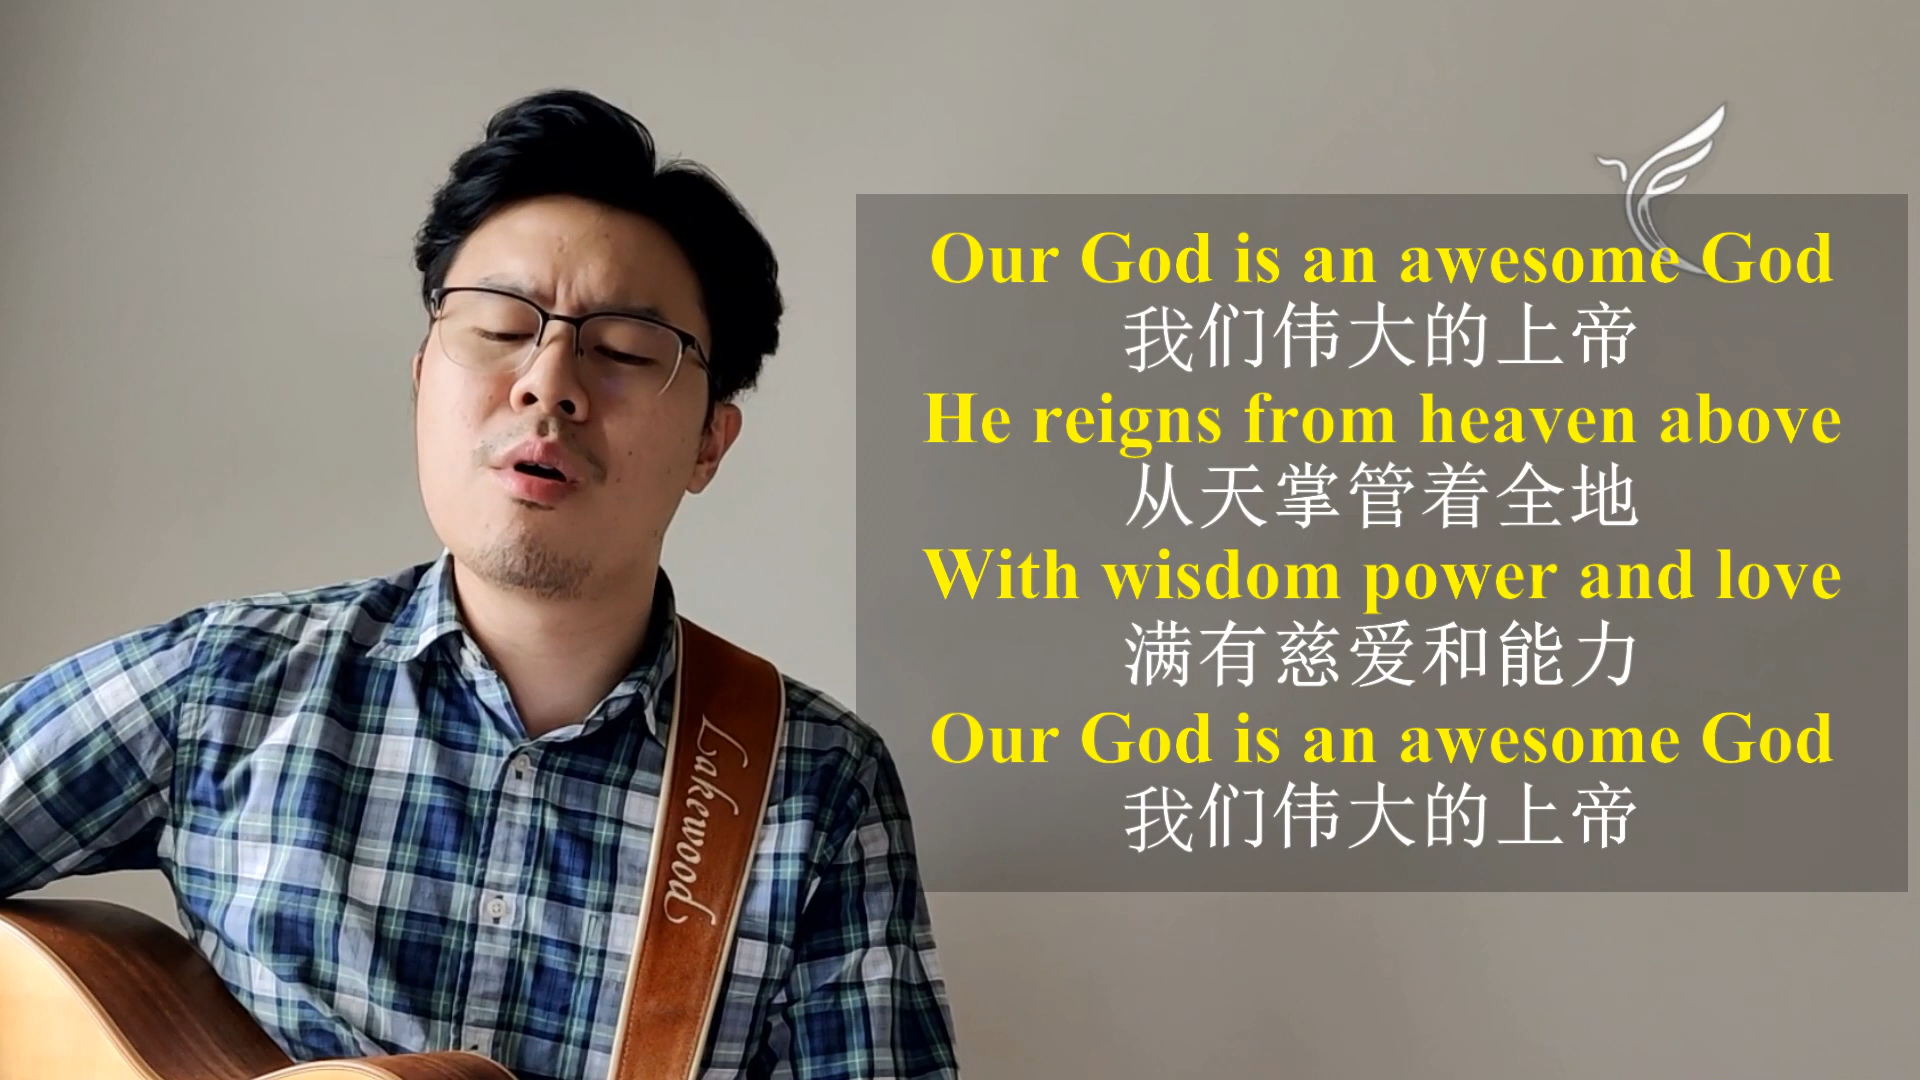 Our God is an awesome God
我们伟大的上帝
He reigns from heaven above
从天掌管着全地
With wisdom power and love
满有慈爱和能力
Our God is an awesome God
我们伟大的上帝
Lakewood